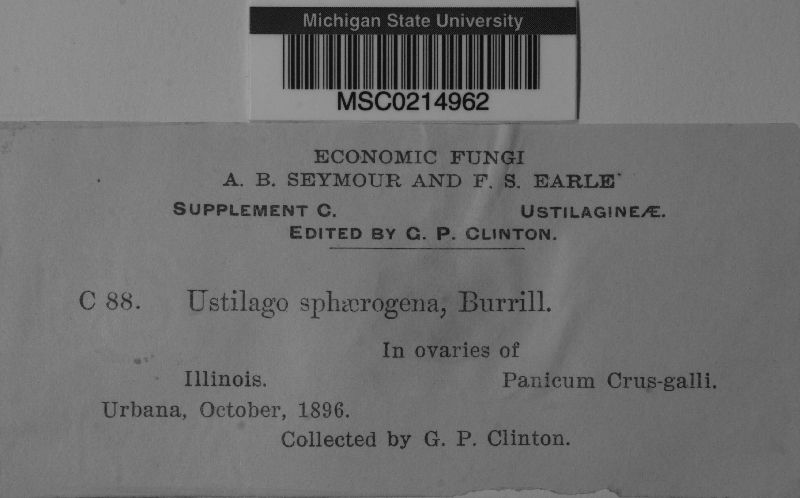 Michigan State University
MSC0214962
ECONOMIC FUNGI
A. B. SEYMOUR AND F. S. EARLE
SUPPLEMENT C. USTILAGINEÆ.
EDITED BY G. P. CLINTON.
C 88. Ustilago sphærogena, Burrill.
In ovaries of
Illinois. Panicum Crus-galli.
Urbana, October, 1896.
Collected by G. P. Clinton.